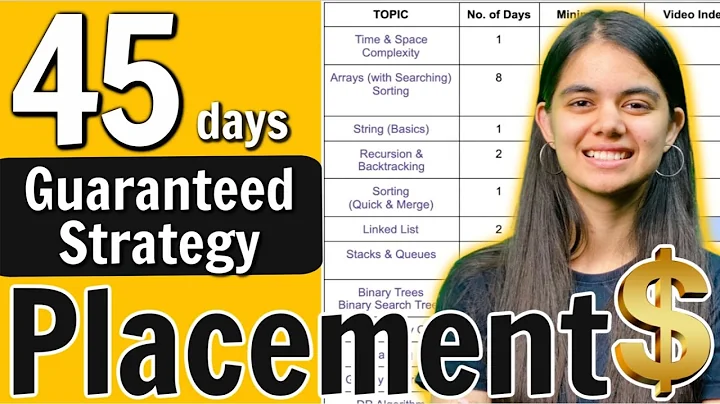 45 days
Guaranteed
Strategy
Placement$
TOPIC No. of Days Video Inde
Time & Space
Complexity 1
Arrays (with Searching)
Sorting 8
String (Basics) 1
Recursion &
Backtracking 2
Sorting
(Quick & Merge) 1
Linked List 2
Stacks & Queues
Binary Trees
Binary Search Tre